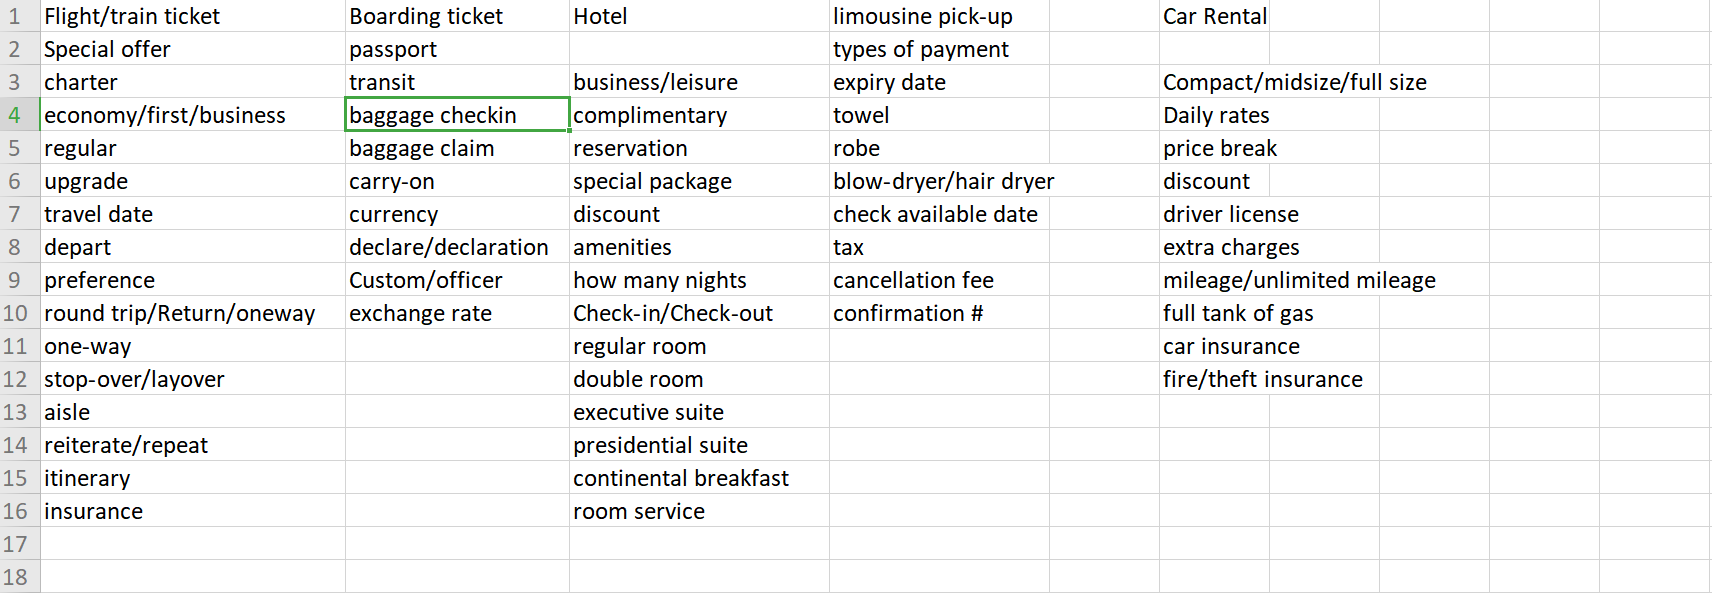 1 Flight/train ticket Boarding ticket Hotel limousine pick-up Car Rental
2 Special offer passport types of payment
3 charter transit business/leisure expiry date Compact/midsize/full size
4 economy/first/business baggage checkin complimentary towel Daily rates
5 regular baggage claim reservation robe price break
6 upgrade carry-on special package blow-dryer/hair dryer discount
7 travel date currency discount check available date driver license
8 depart declare/declaration amenities tax extra charges
9 preference Custom/officer how many nights cancellation fee mileage/unlimited mileage
10 round trip/Return/oneway exchange rate Check-in/Check-out confirmation # full tank of gas
11 one-way regular room car insurance
12 stop-over/layover double room fire/theft insurance
13 aisle executive suite
14 reiterate/repeat presidential suite
15 itinerary continental breakfast
16 insurance room service
17
18